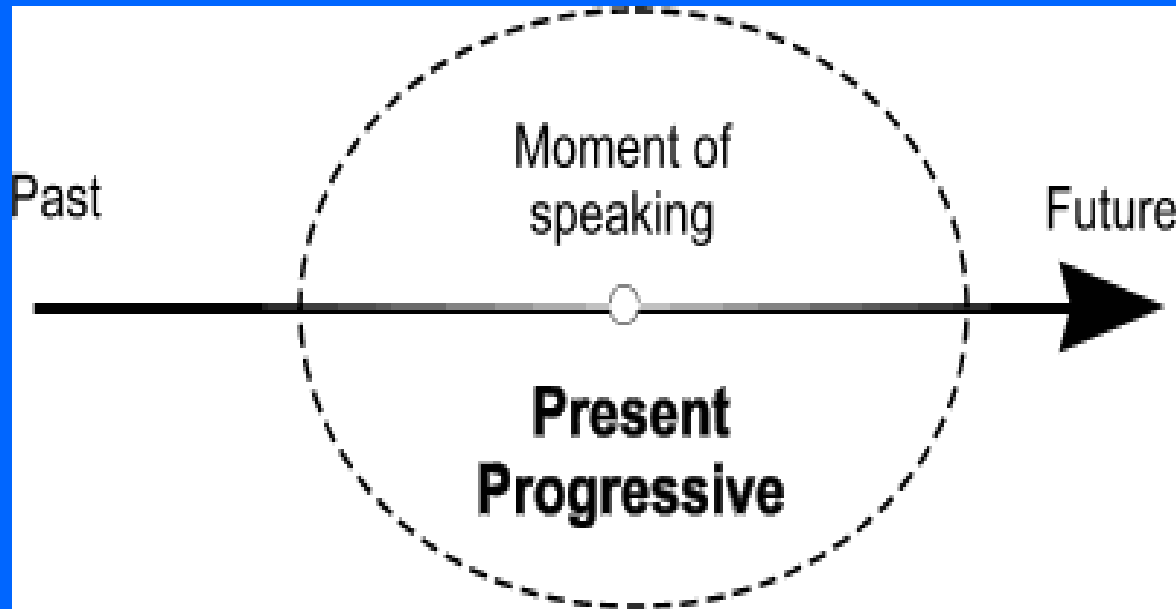 Moment of
speaking
Past
Future
Present
Progressive